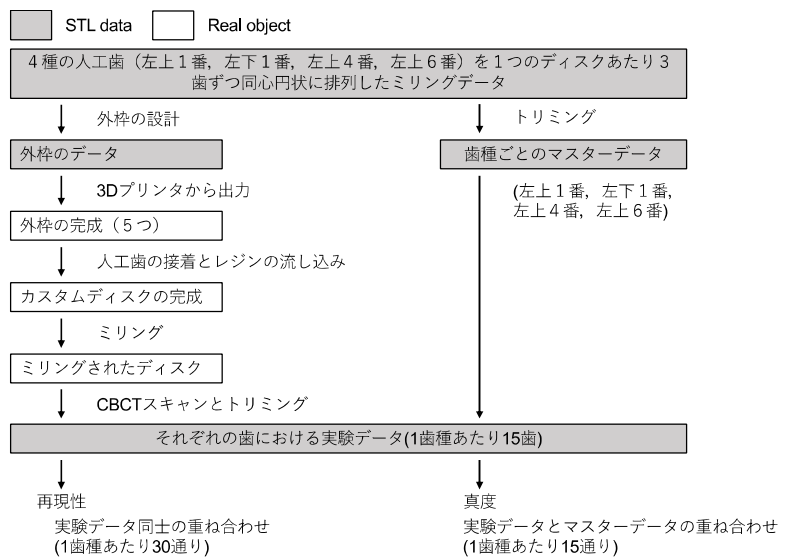 STL data
Real object
４種の人工歯（左上１番，左下１番，左上４番，左上６番）を１つのディスクあたり３
歯ずつ同心円状に排列したミリングデータ
外枠の設計
トリミング
外枠のデータ
歯種ごとのマスターデータ
3Dプリンタから出力
(左上１番，左下１番，
左上４番，左上６番)
外枠の完成（５つ）
人工歯の接着とレジンの流し込み
カスタムディスクの完成
ミリング
ミリングされたディスク
CBCTスキャンとトリミング
それぞれの歯における実験データ(1歯種あたり15歯)
再現性
実験データ同士の重ね合わせ
(1歯種あたり30通り)
真度
実験データとマスターデータの重ね合わせ
(1歯種あたり15通り)